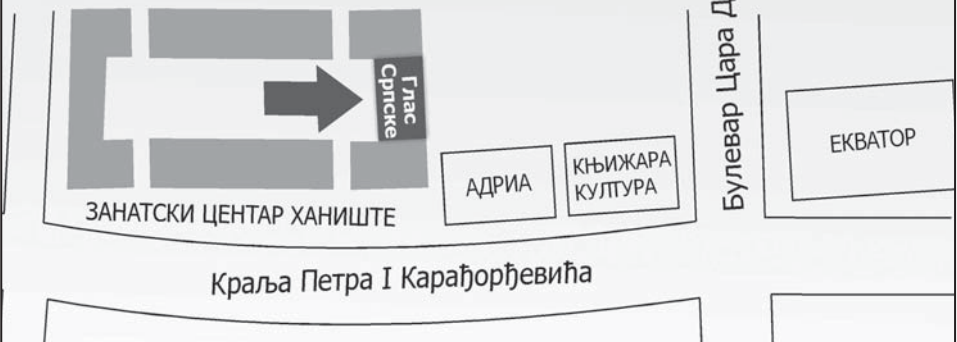 Глас
Српске
Булевар Цара
ЕКВАТОР
КЊИЖАРА
КУЛТУРА
АДРИА
ЗАНАТСКИ ЦЕНТАР ХАНИШТЕ
Краља Петра I Карађорђевића